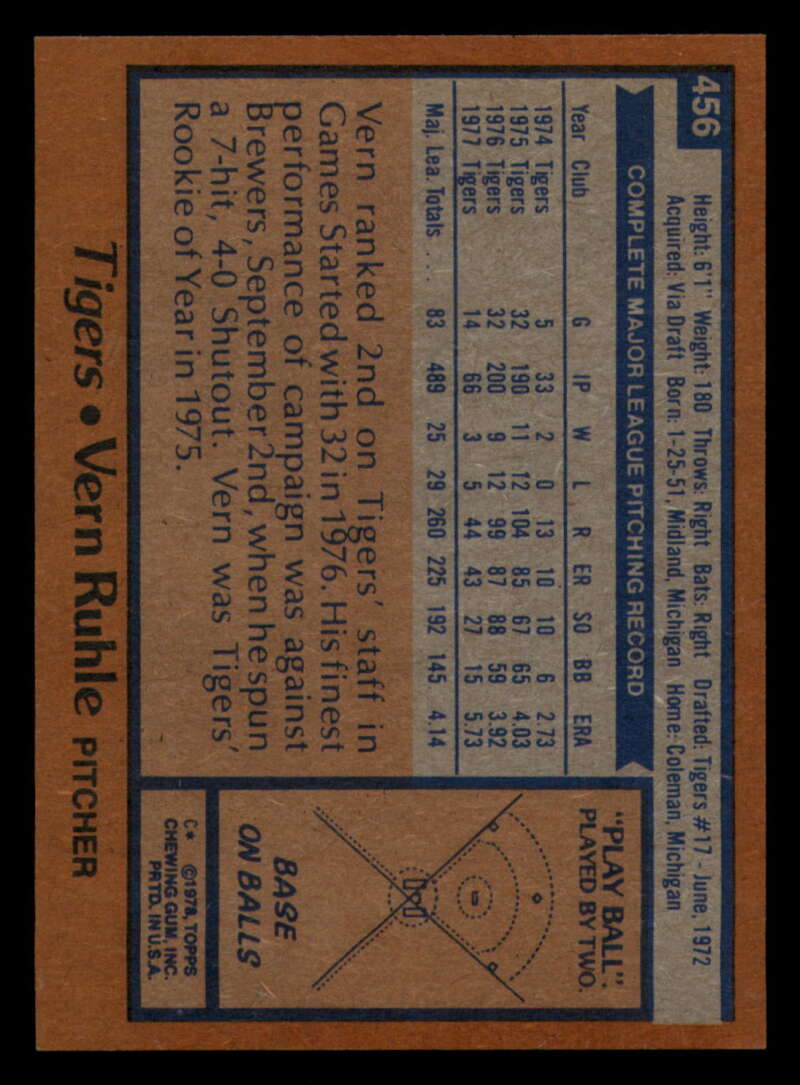 456
Height: 6'1" Weight: 180 Throws: Right Bats: Right Drafted: Tigers #17 - June, 1972
Acquired: Via Draft Born: 1-25-51, Midland, Michigan Home: Coleman, Michigan
COMPLETE MAJOR LEAGUE PITCHING RECORD
Year Club G IP W L R ER SO BB ERA
1974 Tigers 5 33 2 0 13 10 10 6 2.73
1975 Tigers 32 190 11 12 104 85 67 65 4.03
1976 Tigers 32 200 9 12 99 87 88 59 3.92
1977 Tigers 14 66 3 5 44 43 27 15 5.73
Maj. Lea. Totals . . . 83 489 25 29 260 225 192 145 4.14
Vern ranked 2nd on Tigers' staff in
Games Started with 32 in 1976. His finest
performance of campaign was against
Brewers, September 2nd, when he spun
a 7-hit, 4-0 Shutout. Vern was Tigers'
Rookie of Year in 1975.
"PLAY BALL"
PLAYED BY TWO.
BASE
ON BALLS
C* ©1978, TOPPS
CHEWING GUM, INC.
PRTD. IN U.S.A.
Tigers • Vern Ruhle PITCHER